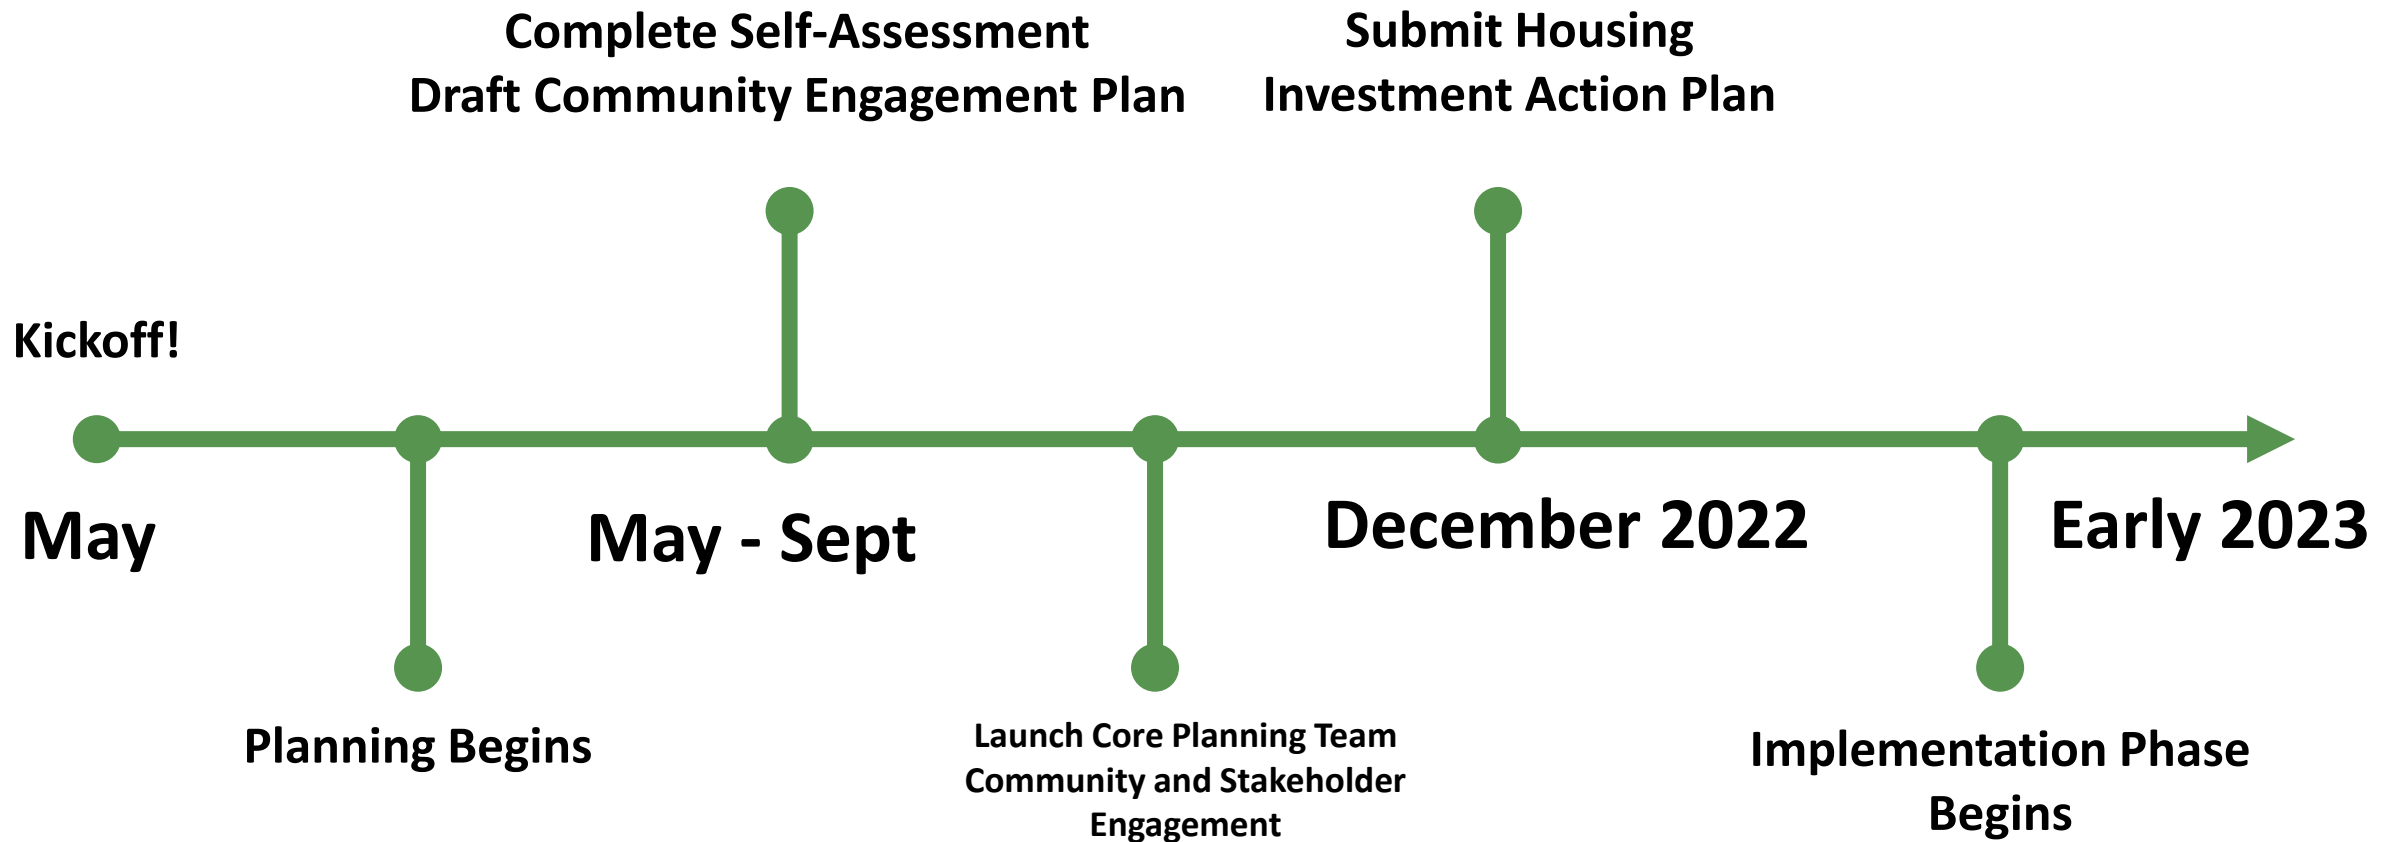 Complete Self-Assessment
Draft Community Engagement Plan
Submit Housing
Investment Action Plan
Kickoff!
May
May - Sept
December 2022
Early 2023
Planning Begins
Launch Core Planning Team
Community and Stakeholder
Engagement
Implementation Phase
Begins